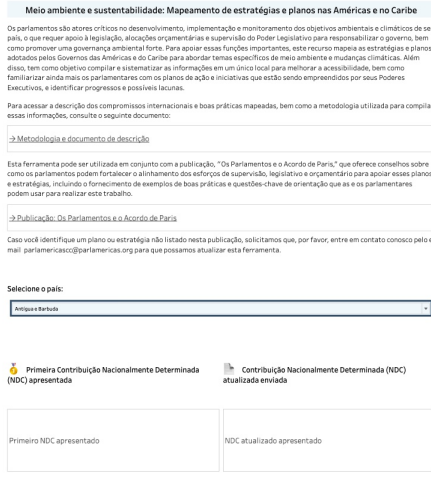 Meio ambiente e sustentabilidade: Mapeamento de estratégias e planos nas Américas e no Caribe
Os parlamentos são atores críticos no desenvolvimento, implementação e monitoramento dos objetivos ambientais e climáticos de se
país, o que requer apoio à legislação, alocações orçamentárias e supervisão do Poder Legislativo para responsabilizar o governo, bem
como promover uma governança ambiental forte. Para apoiar essas funções importantes, este recurso mapeia as estratégias e planos
adotados pelos Governos das Américas e do Caribe para abordar temas específicos de meio ambiente e mudanças climáticas. Além
disso, tem como objetivo compilar e sistematizar as informações em um único local para melhorar a acessibilidade, bem como
familiarizar ainda mais os parlamentares com os planos de ação e iniciativas que estão sendo empreendidos por seus Poderes
Executivos, e identificar progressos e possíveis lacunas.
Para acessar a descrição dos compromissos internacionais e boas práticas mapeadas, bem como a metodologia utilizada para compila
essas informações, consulte o seguinte documento:
→ Metodologia e documento de descrição
Esta ferramenta pode ser utilizada em conjunto com a publicação, "Os Parlamentos e o Acordo de Paris," que oferece conselhos sobre
como os parlamentos podem fortalecer o alinhamento dos esforços de supervisão, legislativo e orçamentário para apoiar esses planos
e estratégias, incluindo o fornecimento de exemplos de boas práticas e questões-chave de orientação que as e os parlamentares
podem usar para realizar este trabalho.
→ Publicação: Os Parlamentos e o Acordo de Paris
Caso você identifique um plano ou estratégia não listado nesta publicação, solicitamos que, por favor, entre em contato conosco pelo e
mail parlamericascc@parlamericas.org para que possamos atualizar esta ferramenta.
Selecione o país:
Antígua e Barbuda
Primeira Contribuição Nacionalmente Determinada
(NDC) apresentada
Contribuição Nacionalmente Determinada (NDC)
atualizada enviada
Primeiro NDC apresentado
NDC atualizado apresentado